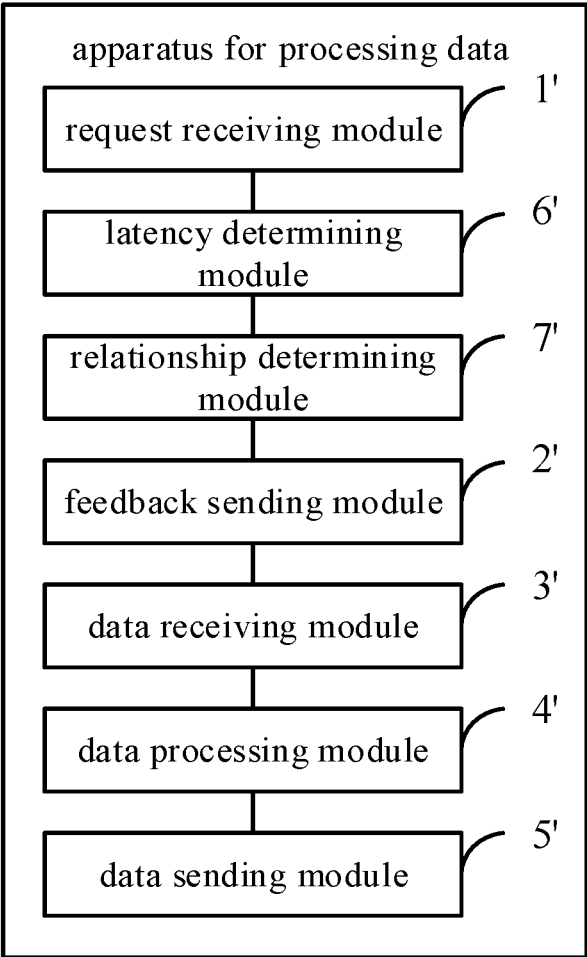 apparatus for processing data
request receiving module
1'
latency determining
module
6'
relationship determining
module
7'
feedback sending module
2'
data receiving module
3'
data processing module
4'
data sending module
5'